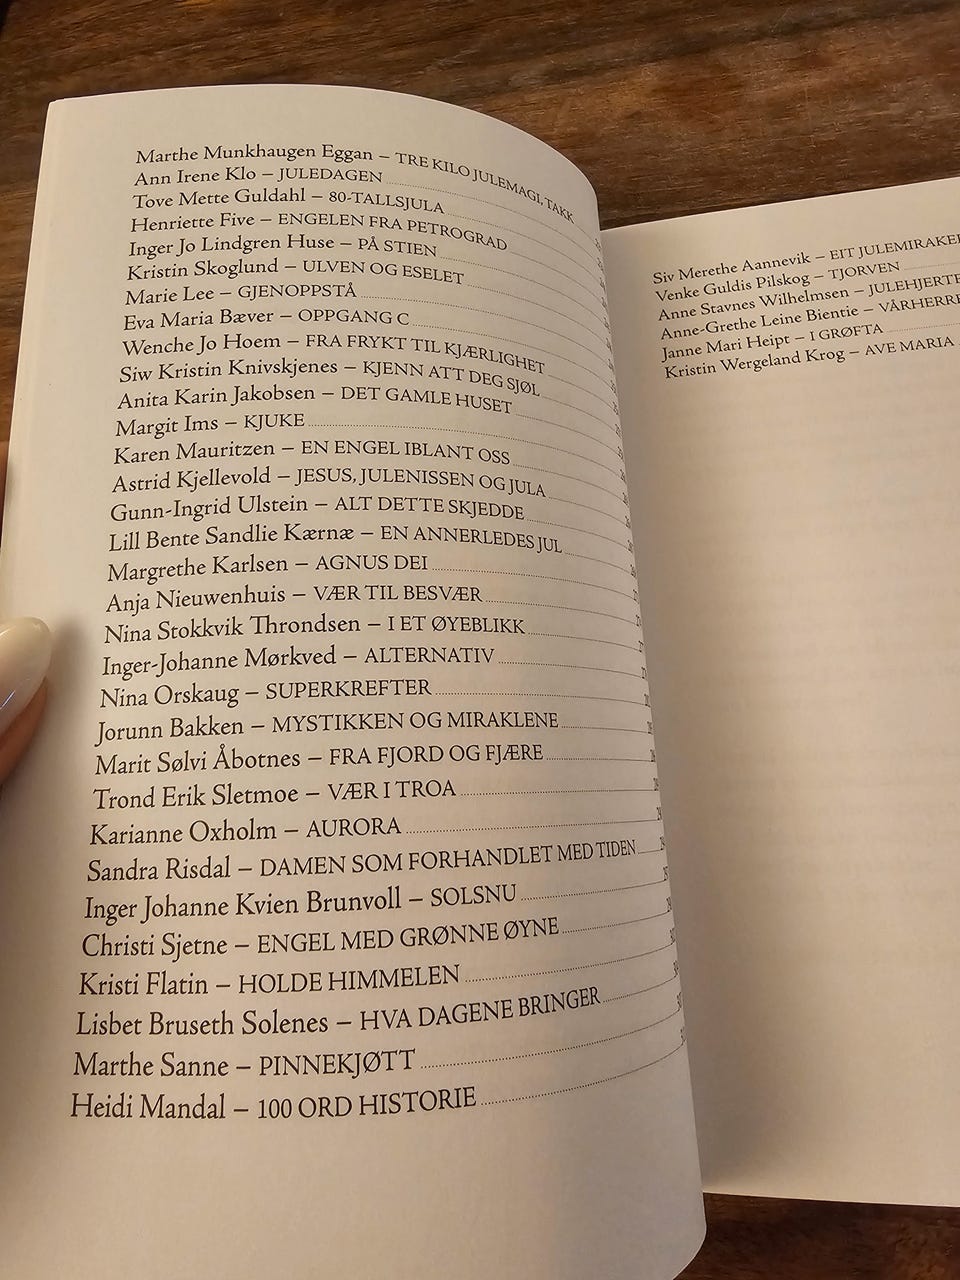 Marthe Munkhaugen Eggan – TRE KILO JULEMAGI, TAKK
Ann Irene Klo – JULEDAGEN
Tove Mette Guldahl – 80-TALLSJULA
Henriette Five – ENGELEN FRA PETROGRAD
Inger Jo Lindgren Huse – PÅ STIEN
Kristin Skoglund – ULVEN OG ESELET
Marie Lee – GJENOPPSTÅ
Eva Maria Bæver – OPPGANG C
Wenche Jo Hoem – FRA FRYKT TIL KJÆRLIGHET
Siw Kristin Knivskjenes – KJENN ATT DEG SJØL
Anita Karin Jakobsen – DET GAMLE HUSET
Margit Ims – KJUKE
Karen Mauritzen – EN ENGEL IBLANT OSS
Astrid Kjellevold – JESUS, JULENISSEN OG JULA
Gunn-Ingrid Ulstein – ALT DETTE SKJEDDE
Lill Bente Sandlie Kærnæ – EN ANNERLEDES JUL
Margrethe Karlsen – AGNUS DEI
Anja Nieuwenhuis – VÆR TIL BESVÆR
Nina Stokkvik Throndsen – I ET ØYEBLIKK
Inger-Johanne Mørkved – ALTERNATIV
Nina Orskaug – SUPERKREFTER
Jorunn Bakken – MYSTIKKEN OG MIRAKLENE
Marit Sølvi Åbotnes – FRA FJORD OG FJÆRE
Trond Erik Sletmoe – VÆR I TROA
Karianne Oxholm – AURORA
Sandra Risdal – DAMEN SOM FORHANDLET MED TIDEN
Inger Johanne Kvien Brunvoll – SOLSNU
Christi Sjetne – ENGEL MED GRØNNE ØYNE
Kristi Flatin – HOLDE HIMMELEN
Lisbet Bruseth Solenes – HVA DAGENE BRINGER
Marthe Sanne – PINNEKJØTT
Heidi Mandal – 100 ORD HISTORIE
Siv Merethe Aannevik – EIT JULEMIRAKE
Venke Guldis Pilskog – TJORVEN
Anne Stavnes Wilhelmsen – JULEHJERTE
Anne-Grethe Leine Bientie – VÅRHERRE
Janne Mari Heipt – I GRØFTA
Kristin Wergeland Krog – AVE MARIA